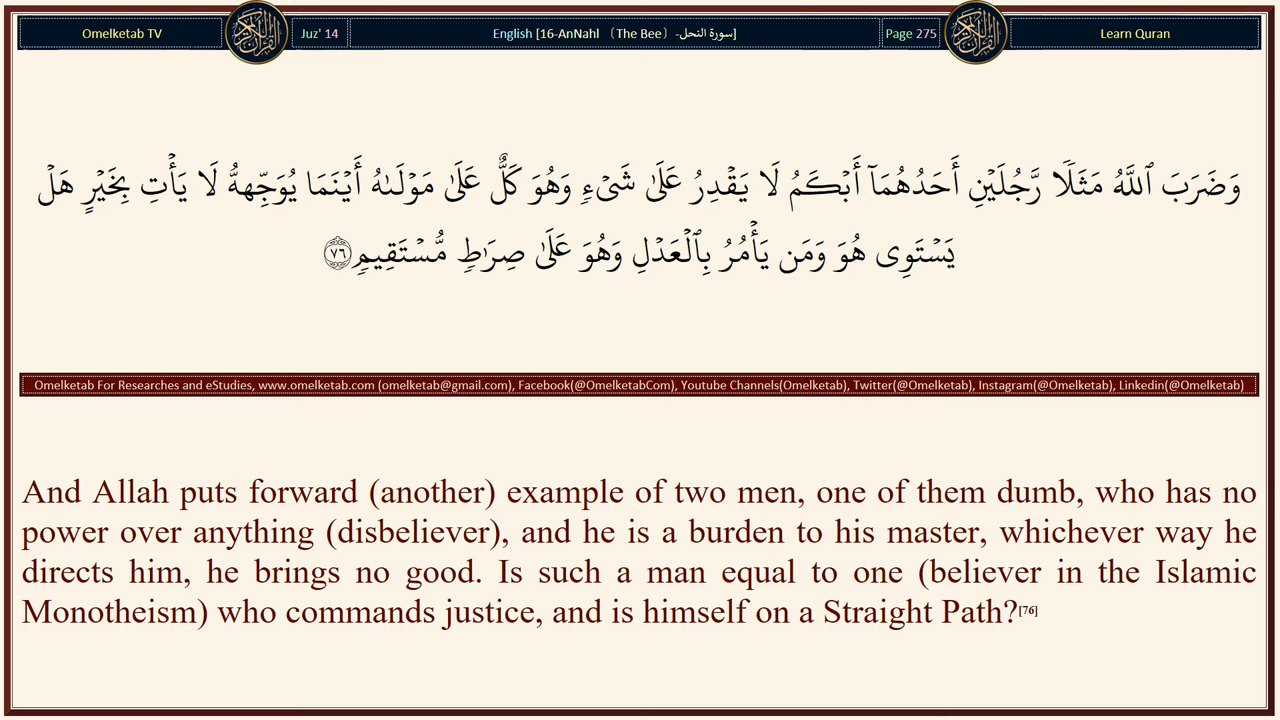 Omelketab TV
Juz' 14
English [16-AnNahl （The Bee）-سورة النحل]
Page 275
Learn Quran
وَضَرَبَ ٱللَّهُ مَثَلًا رَّجُلَيۡنِ أَحَدُهُمَآ أَبۡكَمُ لَا يَقۡدِرُ عَلَىٰ شَىۡءٍ وَهُوَ كَلٌّ عَلَىٰ مَوۡلَىٰهُ أَيۡنَمَا يُوَجِّههُّ لَا يَأۡتِ بِخَيۡرٍ هَلۡ
يَسۡتَوِى هُوَ وَمَن يَأۡمُرُ بِٱلۡعَدۡلِ وَهُوَ عَلَىٰ صِرَٰطٍ مُّسۡتَقِيمٍ ٧٦
Omelketab For Researches and eStudies, www.omelketab.com (omelketab@gmail.com), Facebook(@OmelketabCom), Youtube Channels(Omelketab), Twitter(@Omelketab), Instagram(@Omelketab), Linkedin(@Omelketab)
And Allah puts forward (another) example of two men, one of them dumb, who has no
power over anything (disbeliever), and he is a burden to his master, whichever way he
directs him, he brings no good. Is such a man equal to one (believer in the Islamic
Monotheism) who commands justice, and is himself on a Straight Path?[76]